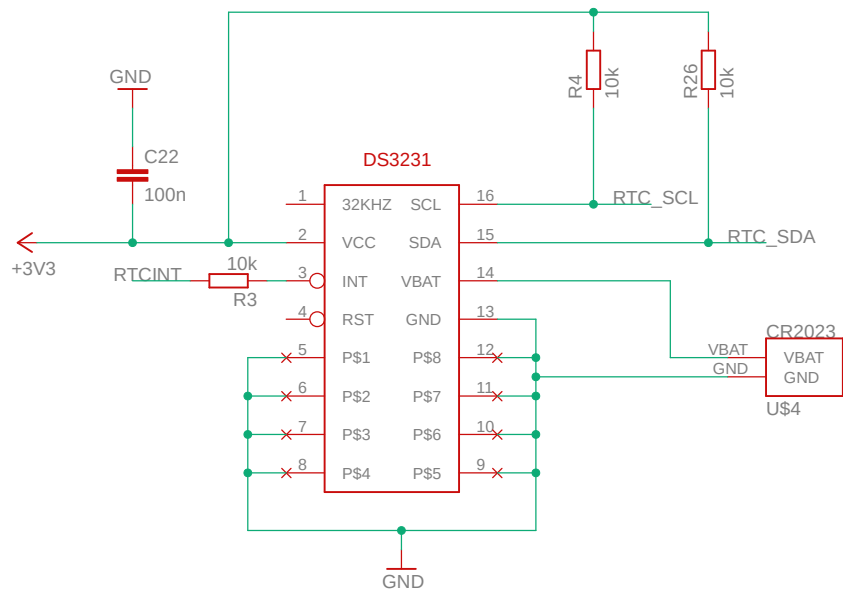 GND
C22
100n
R4
10k
R26
10k
DS3231
+3V3
RTCINT
10k
R3
1 32KHZ SCL 16
2 VCC SDA 15
3 INT VBAT 14
4 RST GND 13
5 P$1 P$8 12
6 P$2 P$7 11
7 P$3 P$6 10
8 P$4 P$5 9
RTC_SCL
RTC_SDA
CR2023
VBAT VBAT
GND GND
U$4
GND